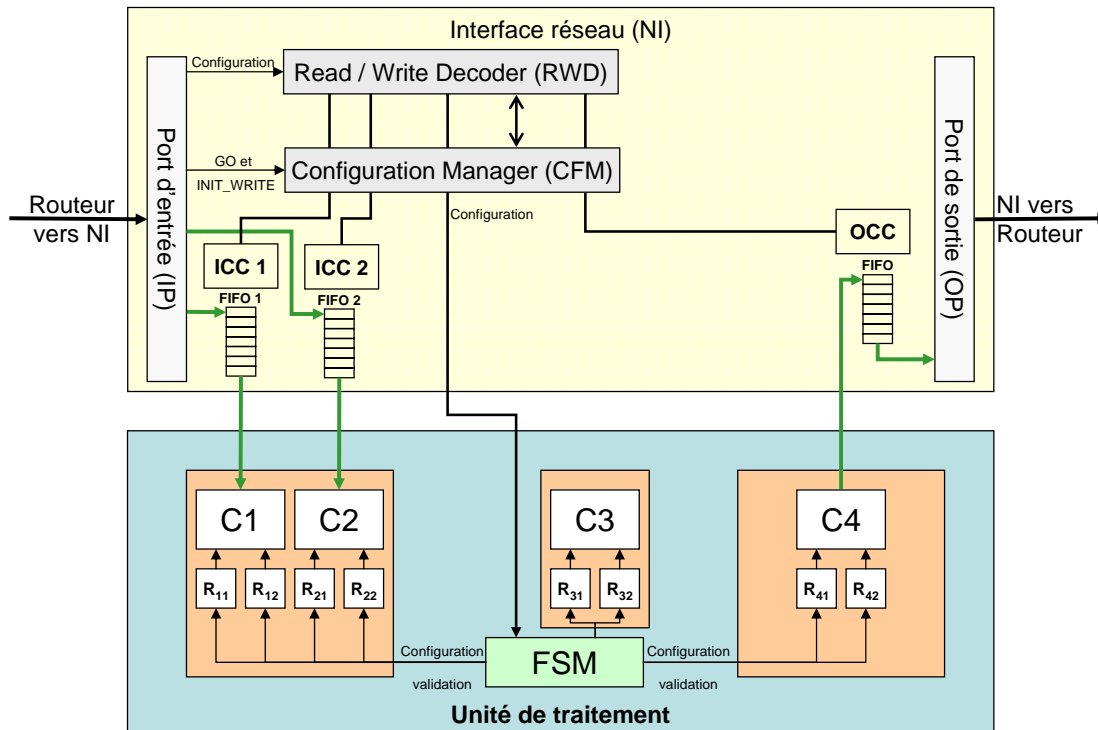 Interface réseau (NI)
Configuration
Read / Write Decoder (RWD)
Port d'entrée (IP)
Port de sortie (OP)
GO et
INIT_WRITE
Configuration Manager (CFM)
Configuration
Routeur
vers NI
NI vers
Routeur
ICC 1
ICC 2
OCC
FIFO 1
FIFO 2
FIFO
C1
C2
C3
C4
R11
R12
R21
R22
R31
R32
R41
R42
Configuration
validation
FSM
Configuration
validation
Unité de traitement